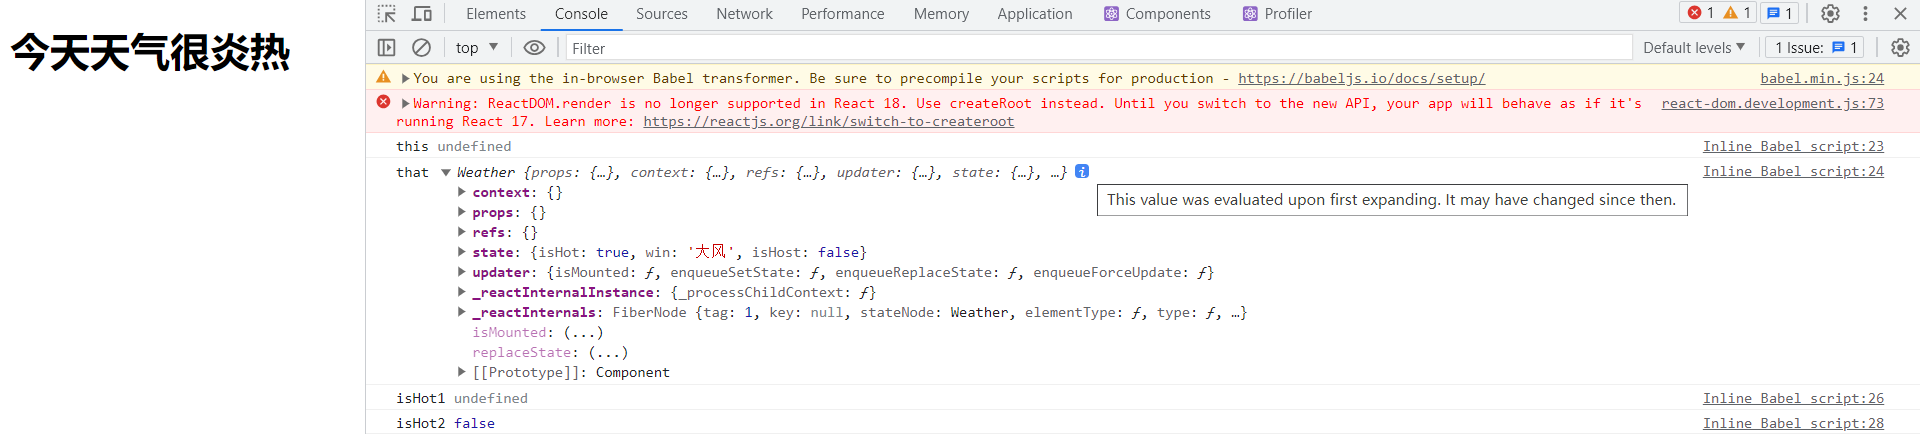 今天天气很炎热
Elements Console Sources Network Performance Memory Application Components Profiler 1 1 1
top Filter Default levels 1 Issue: 1
You are using the in-browser Babel transformer. Be sure to precompile your scripts for production - https://babeljs.io/docs/setup/ babel.min.js:24
Warning: ReactDOM.render is no longer supported in React 18. Use createRoot instead. Until you switch to the new API, your app will behave as if it's react-dom.development.js:73
running React 17. Learn more: https://reactjs.org/link/switch-to-createroot
this undefined Inline Babel script:23
that Weather {props: {…}, context: {…}, refs: {…}, updater: {…}, state: {…}, …} i Inline Babel script:24
context: {}
This value was evaluated upon first expanding. It may have changed since then.
props: {}
refs: {}
state: {isHot: true, win: '大风', isHost: false}
updater: {isMounted: ƒ, enqueueSetState: ƒ, enqueueReplaceState: ƒ, enqueueForceUpdate: ƒ}
_reactInternalInstance: {_processChildContext: ƒ}
_reactInternals: FiberNode {tag: 1, key: null, stateNode: Weather, elementType: ƒ, type: ƒ, …}
isMounted: (...)
replaceState: (...)
[[Prototype]]: Component
isHot1 undefined Inline Babel script:26
isHot2 false Inline Babel script:28